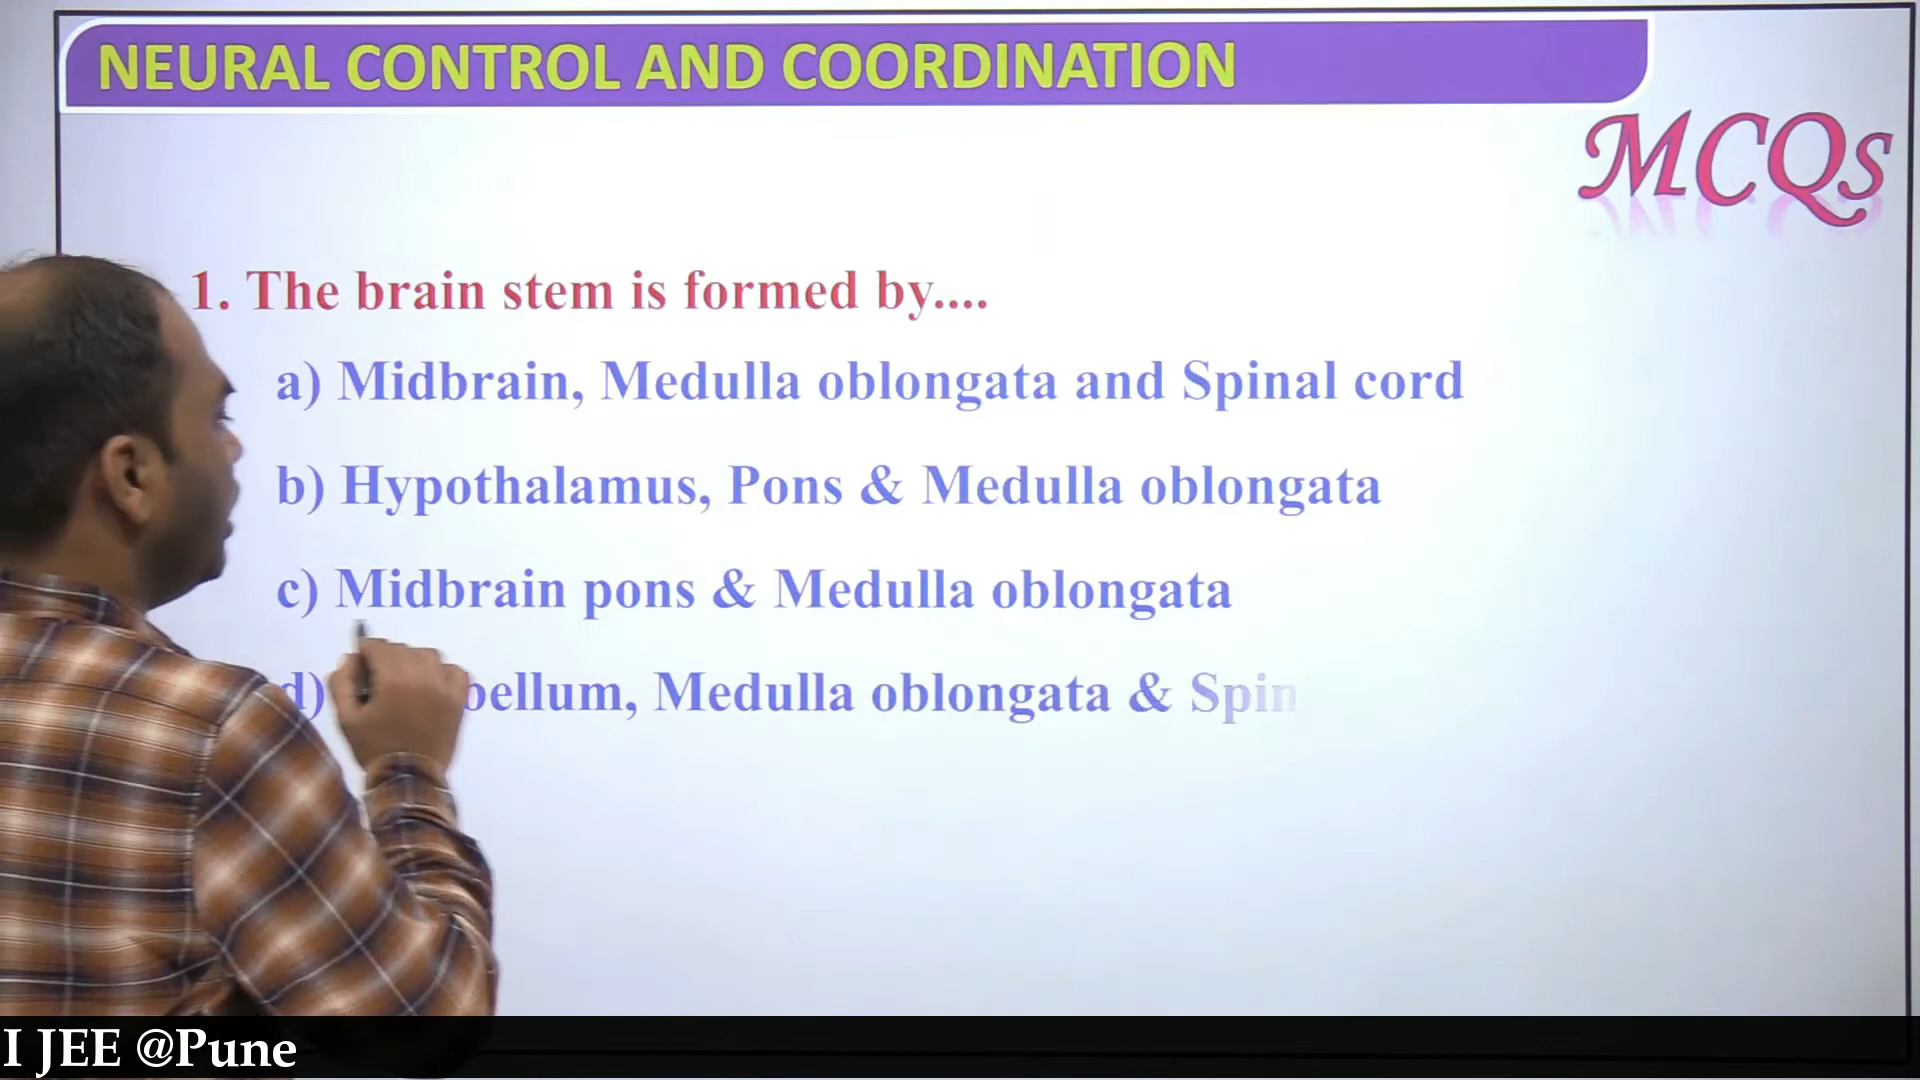 NEURAL CONTROL AND COORDINATION
MCQs
1. The brain stem is formed by....
a) Midbrain, Medulla oblongata and Spinal cord
b) Hypothalamus, Pons & Medulla oblongata
c) Midbrain pons & Medulla oblongata
d) bellum, Medulla oblongata & Spin
I JEE @Pune